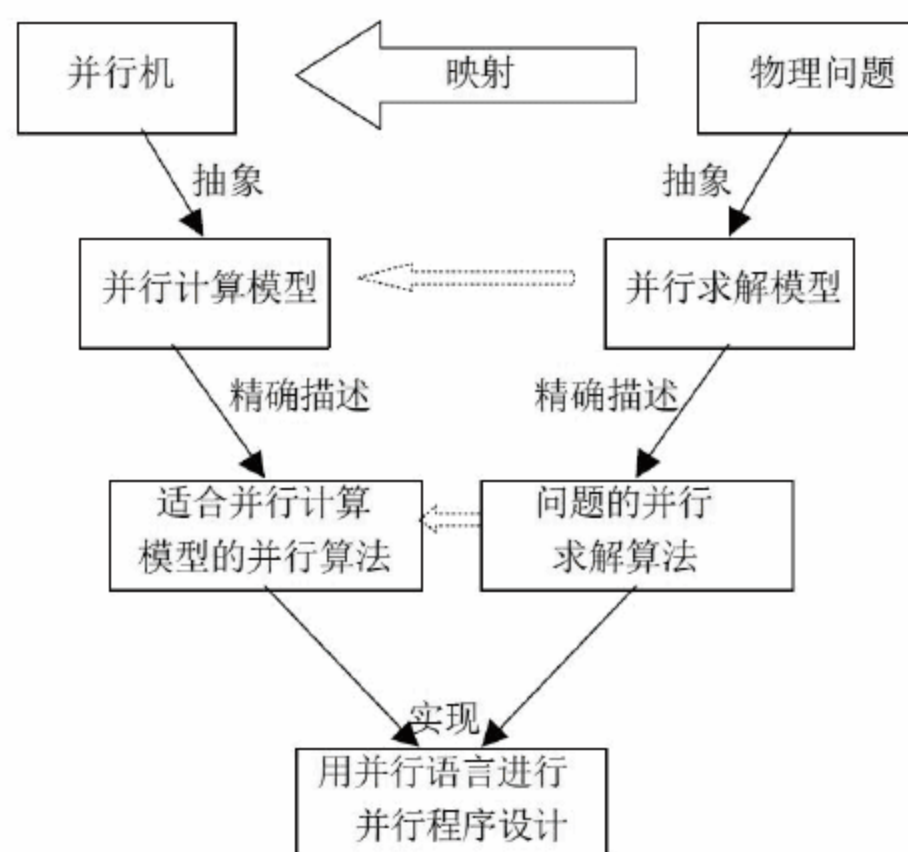 并行机
映射
物理问题
抽象
抽象
并行计算模型
并行求解模型
精确描述
精确描述
适合并行计算
模型的并行算法
问题的并行
求解算法
实现
用并行语言进行
并行程序设计